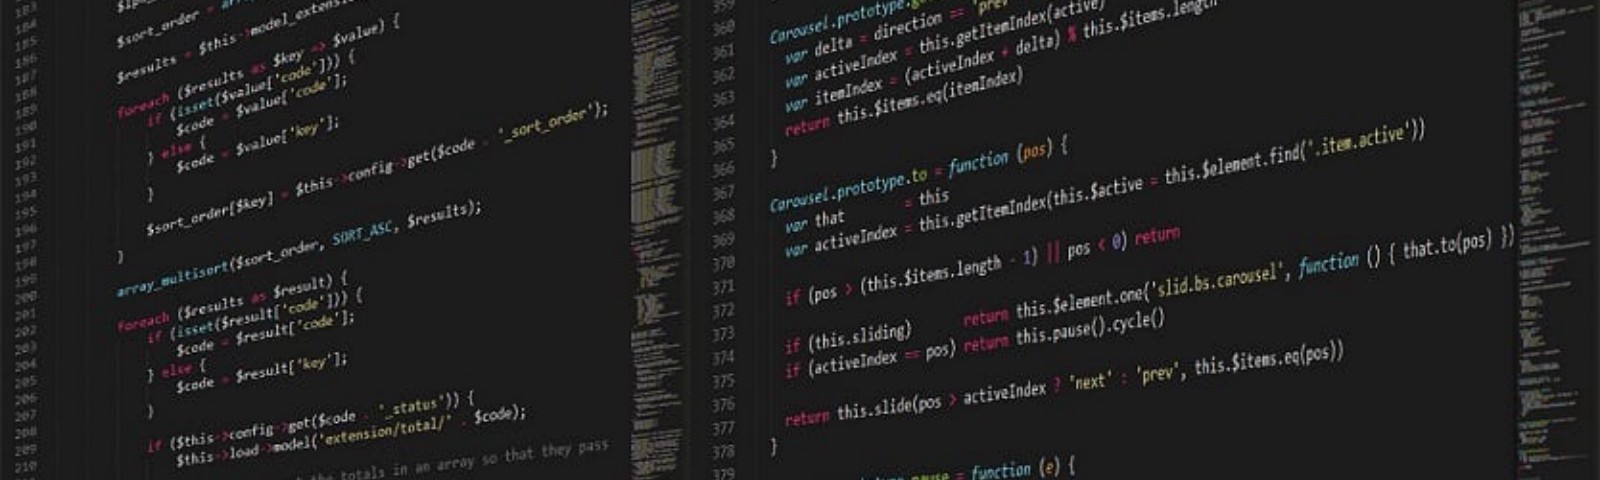 183
184
185
186
187
188
189
190
191
192
193
194
195
196
197
198
199
200
201
202
203
204
205
206
207
208
209
210
$sort_order = array
$results = $this->model_extens
foreach ($results as $key => $value) {
if (isset($value['code'])) {
$code = $value['code'];
} else {
$code = $value['key'];
}
$sort_order[$key] = $this->config->get($code . '_sort_order');
}
array_multisort($sort_order, SORT_ASC, $results);
foreach ($results as $result) {
if (isset($result['code'])) {
$code = $result['code'];
} else {
$code = $result['key'];
}
if ($this->config->get($code . '_status')) {
$this->load->model('extension/total/' . $code);
the totals in an array so that they pass
359
360
361
362
363
364
365
366
367
368
369
370
371
372
373
374
375
376
377
378
379
Carousel.prototype.
var delta = direction == 'prev
var activeIndex = this.getItemIndex(active)
var itemIndex = (activeIndex + delta) % this.$items.length
return this.$items.eq(itemIndex)
}
Carousel.prototype.to = function (pos) {
var that = this
var activeIndex = this.getItemIndex(this.$active = this.$element.find('.item.active'))
if (pos > (this.$items.length - 1) || pos < 0) return
if (this.sliding) return this.$element.one('slid.bs.carousel', function () { that.to(pos) })
if (activeIndex == pos) return this.pause().cycle()
return this.slide(pos > activeIndex ? 'next' : 'prev', this.$items.eq(pos))
}
= function (e) {